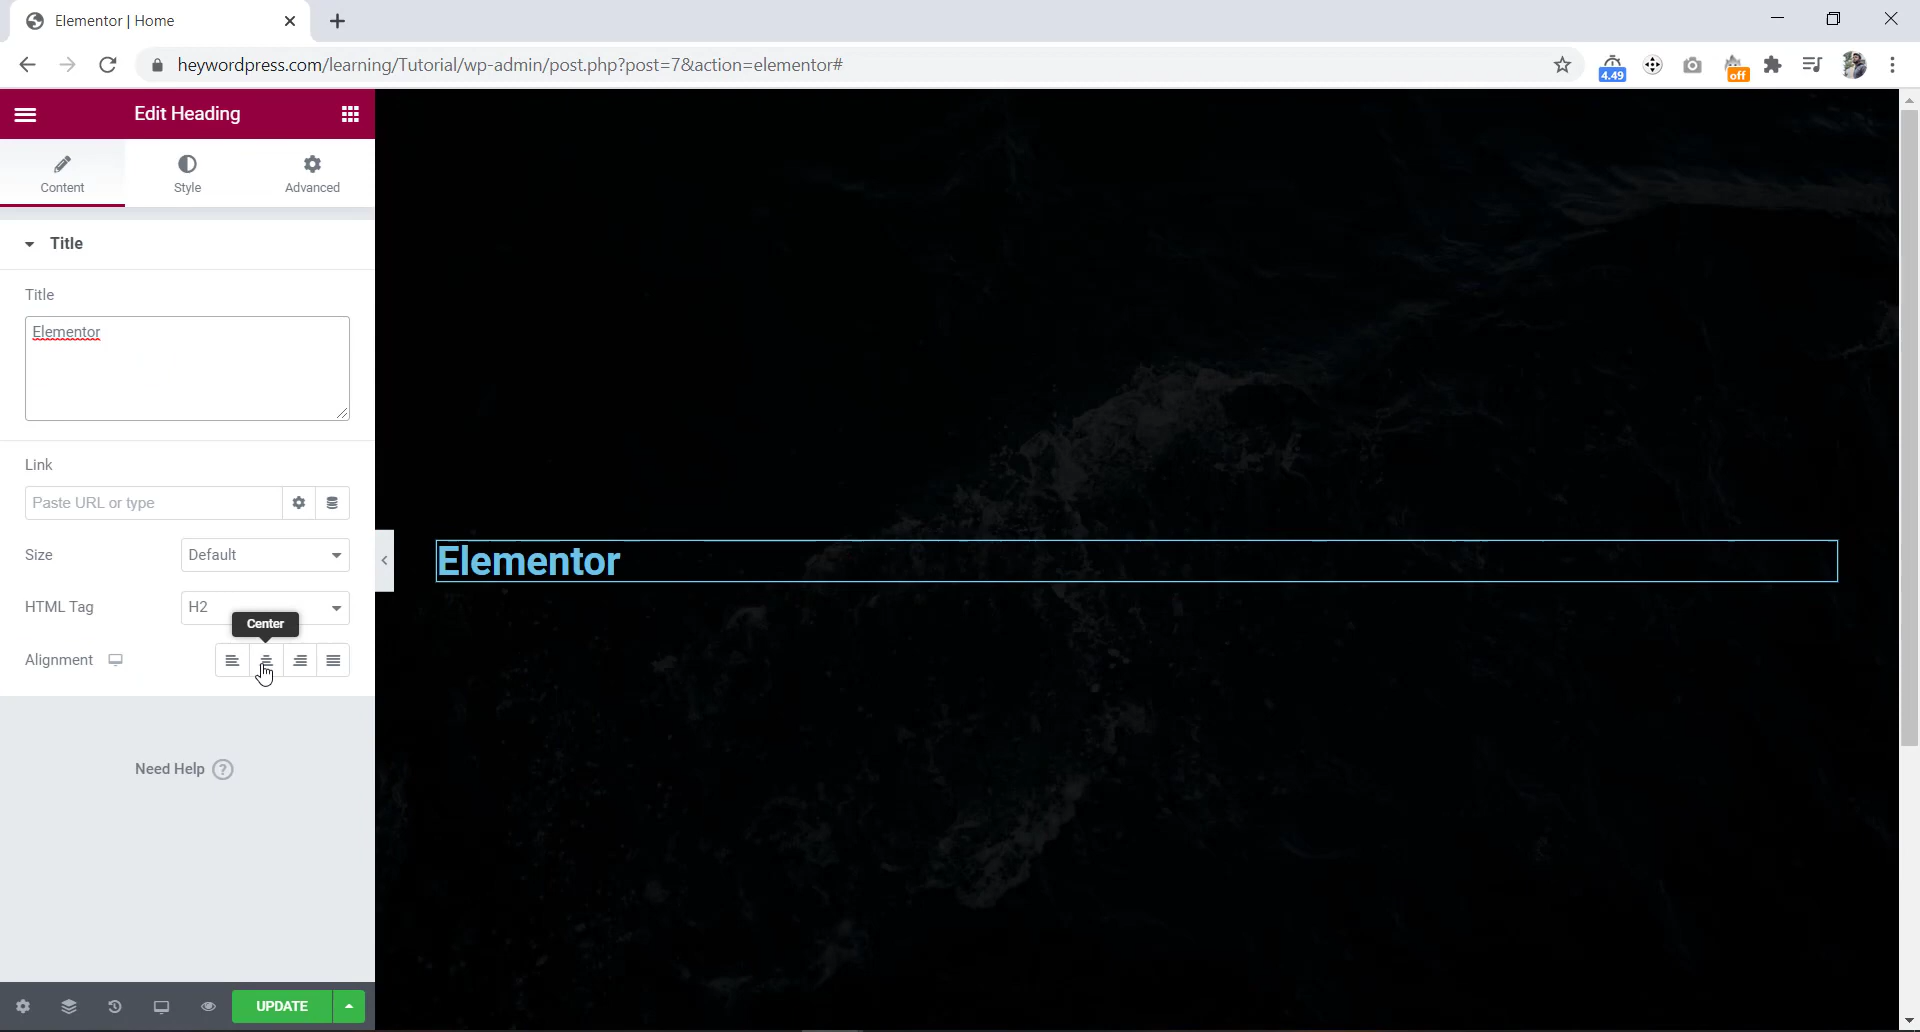 Elementor | Home
heywordpress.com/learning/Tutorial/wp-admin/post.php?post=7&action=elementor#
4.49
off
Edit Heading
Content
Style
Advanced
Title
Title
Elementor
Link
Paste URL or type
Size
Default
HTML Tag
H2
Center
Alignment
Need Help ?
UPDATE
Elementor